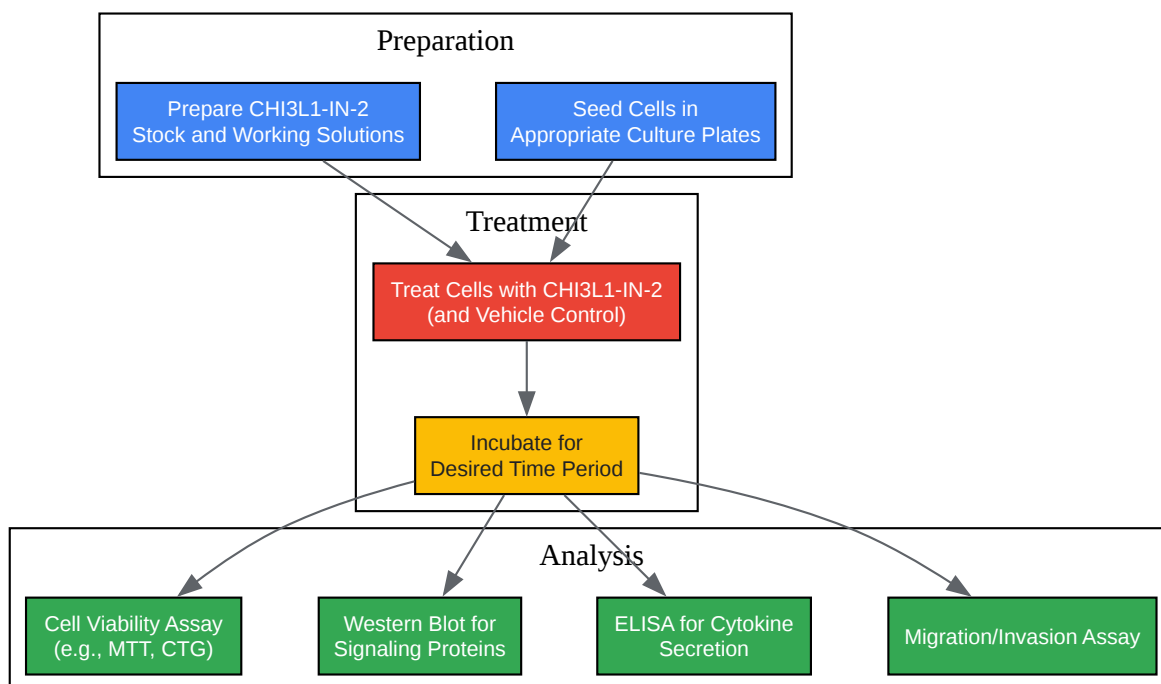 Preparation
Prepare CHI3L1-IN-2
Stock and Working Solutions
Seed Cells in
Appropriate Culture Plates
Treatment
Treat Cells with CHI3L1-IN-2
(and Vehicle Control)
Incubate for
Desired Time Period
Analysis
Cell Viability Assay
(e.g., MTT, CTG)
Western Blot for
Signaling Proteins
ELISA for Cytokine
Secretion
Migration/Invasion Assay